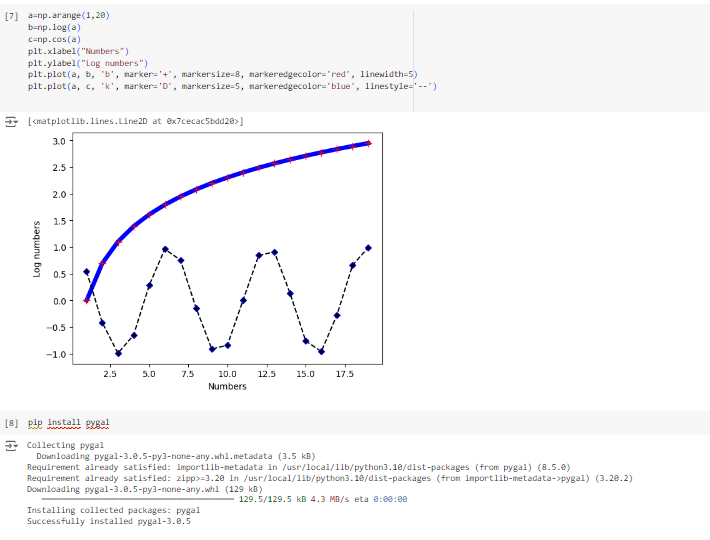 [7] a=np.arange(1,20)
b=np.log(a)
c=np.cos(a)
plt.xlabel("Numbers")
plt.ylabel("Log numbers")
plt.plot(a, b, 'b', marker='+', markersize=8, markeredgecolor='red', linewidth=5)
plt.plot(a, c, 'k', marker='D', markersize=5, markeredgecolor='blue', linestyle='--')
[<matplotlib.lines.Line2D at 0x7cecac5bdd20>]
3.0
2.5
2.0
1.5
1.0
0.5
0.0
−0.5
−1.0
Log numbers
2.5 5.0 7.5 10.0 12.5 15.0 17.5
Numbers
[8] pip install pygal
Collecting pygal
Downloading pygal-3.0.5-py3-none-any.whl.metadata (3.5 kB)
Requirement already satisfied: importlib-metadata in /usr/local/lib/python3.10/dist-packages (from pygal) (8.5.0)
Requirement already satisfied: zipp>=3.20 in /usr/local/lib/python3.10/dist-packages (from importlib-metadata->pygal) (3.20.2)
Downloading pygal-3.0.5-py3-none-any.whl (129 kB)
129.5/129.5 kB 4.3 MB/s eta 0:00:00
Installing collected packages: pygal
Successfully installed pygal-3.0.5